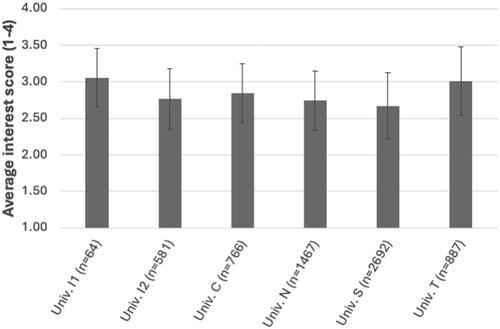 Average interest score (1-4)
4.00
3.50
3.00
2.50
2.00
1.50
1.00
Univ. I1 (n=64)
Univ. I2 (n=581)
Univ. C (n=766)
Univ. N (n=1467)
Univ. S (n=2692)
Univ. T (n=887)